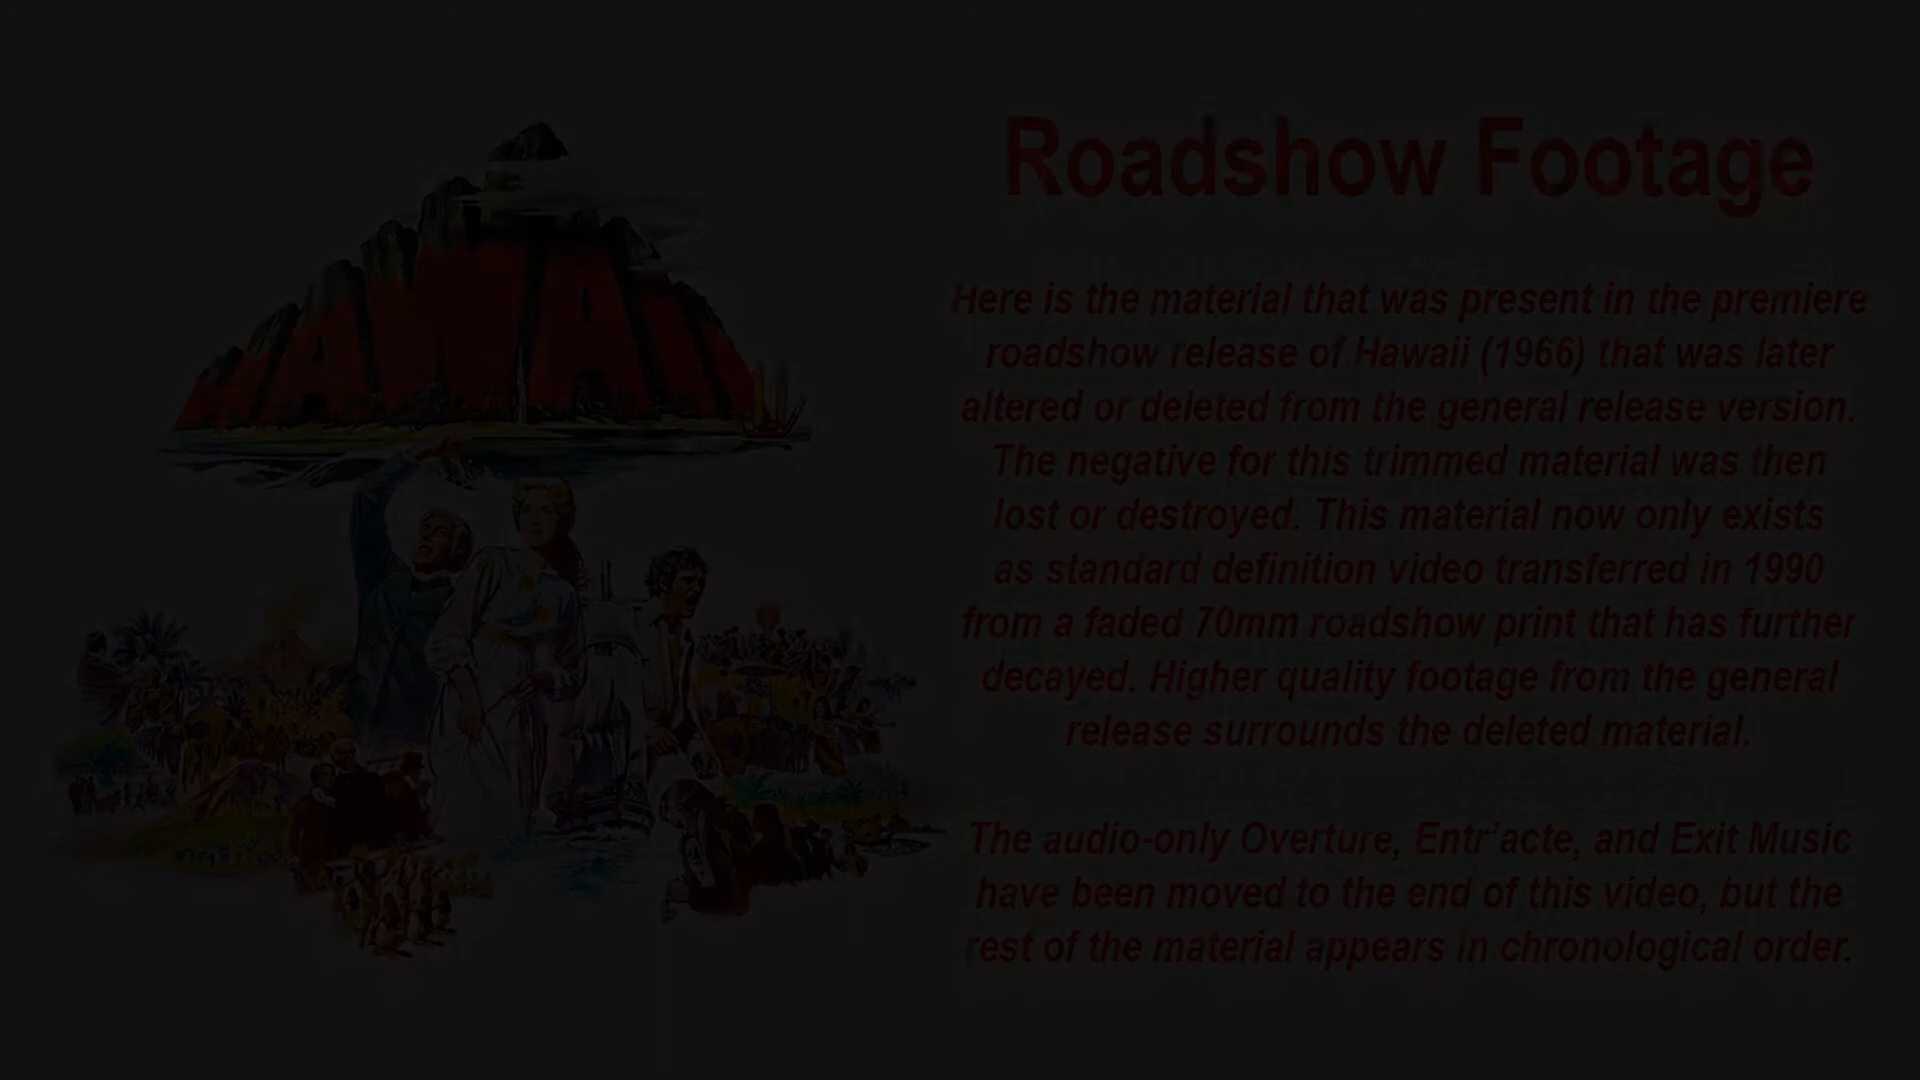 HAWAII
Roadshow Footage
Here is the material that was present in the premiere
roadshow release of Hawaii (1966) that was later
altered or deleted from the general release version.
The negative for this trimmed material was then
lost or destroyed. This material now only exists
as standard definition video transferred in 1990
from a faded 70mm roadshow print that has further
decayed. Higher quality footage from the general
release surrounds the deleted material.
The audio-only Overture, Entr’acte, and Exit Music
have been moved to the end of this video, but the
rest of the material appears in chronological order.